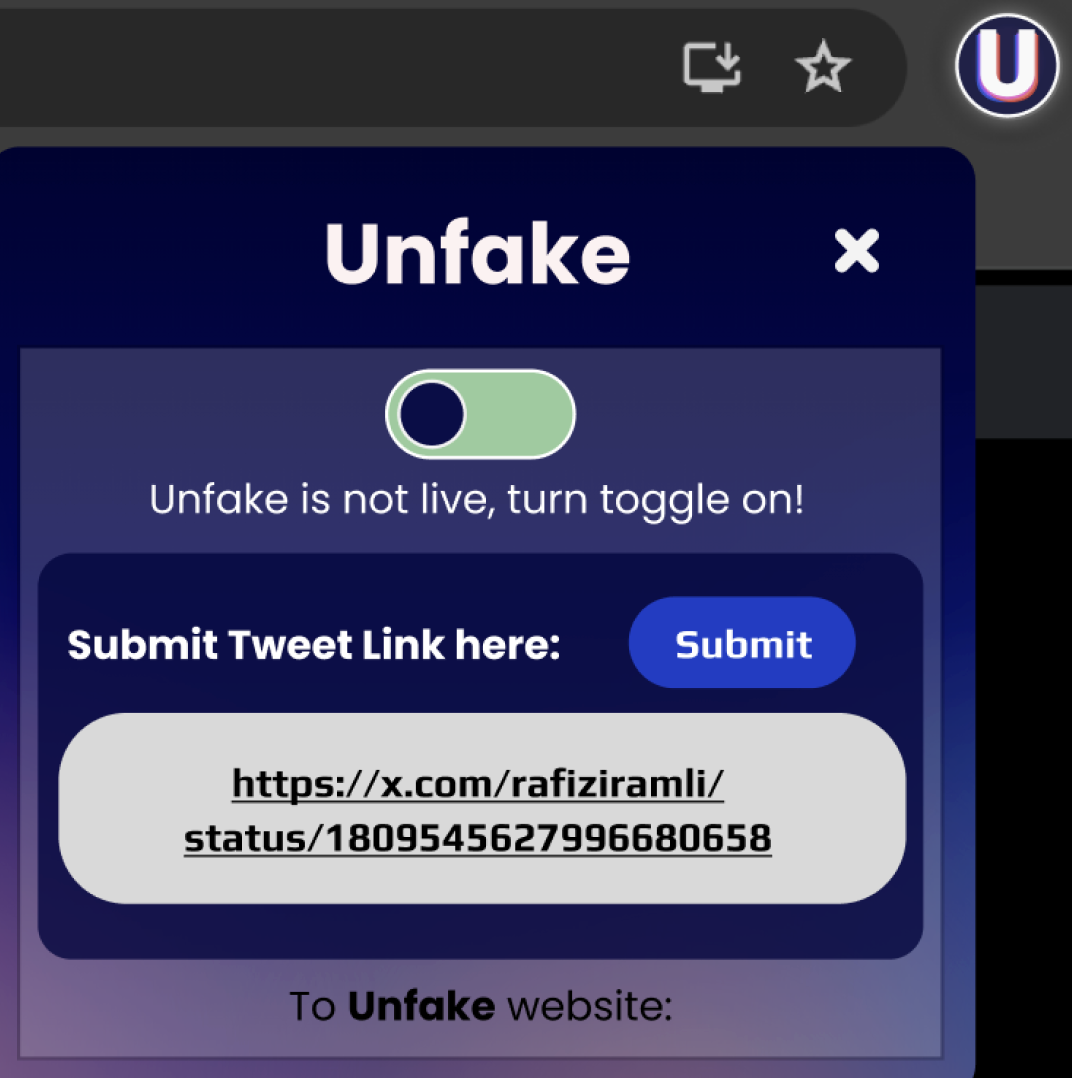 U
Unfake
Unfake is not live, turn toggle on!
Submit Tweet Link here:
Submit
https://x.com/rafiziramli/
status/1809545627996680658
To Unfake website: